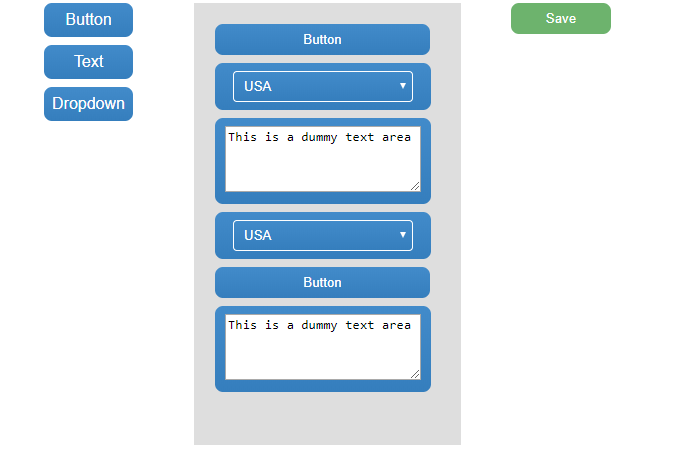 Button
Text
Dropdown
Button
USA
This is a dummy text area
USA
Button
This is a dummy text area
Save